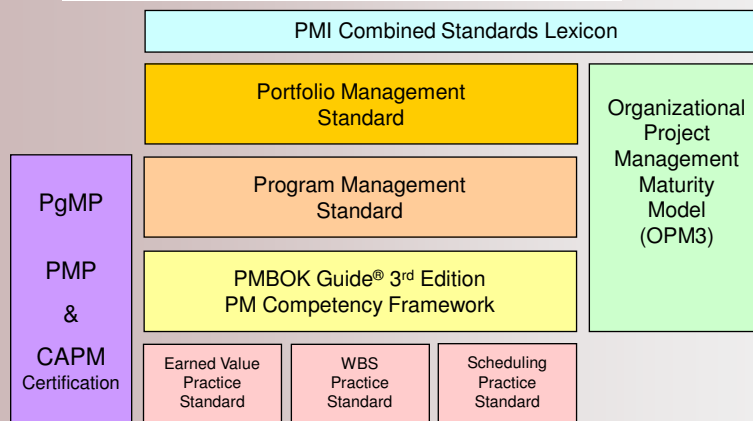 PMI Combined Standards Lexicon
Portfolio Management
Standard
Organizational
Project
Management
Maturity
Model
(OPM3)
Program Management
Standard
PgMP
PMP
&
CAPM
Certification
PMBOK Guide® 3rd Edition
PM Competency Framework
Earned Value
Practice
Standard
WBS
Practice
Standard
Scheduling
Practice
Standard